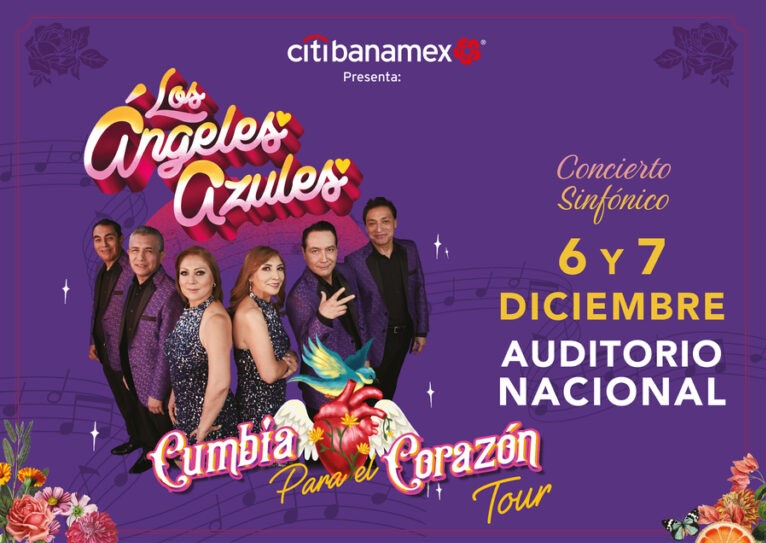 citibanamex®
Presenta:
Los
Ángeles
Azules
Concierto
Sinfónico
6 Y 7
DICIEMBRE
AUDITORIO
NACIONAL
Cumbia
Para el
Corazón
Tour